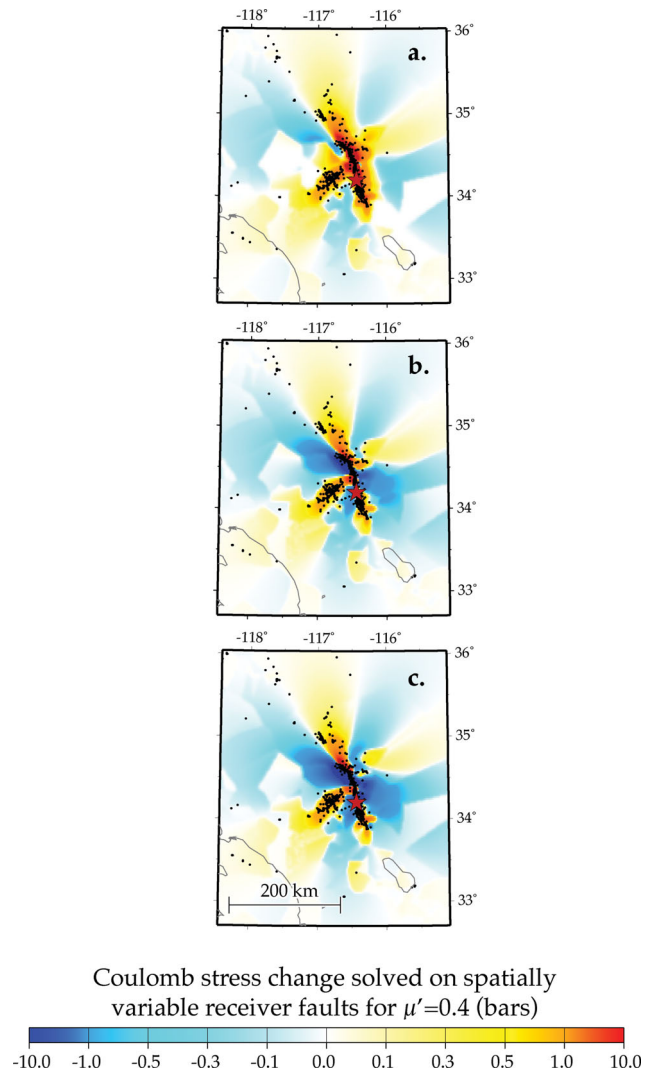 -118° -117° -116°
36°
a.
35°
34°
33°
-118° -117° -116°
36°
b.
35°
34°
33°
-118° -117° -116°
36°
c.
35°
34°
200 km
33°
Coulomb stress change solved on spatially
variable receiver faults for μ'=0.4 (bars)
-10.0 -1.0 -0.5 -0.3 -0.1 0.0 0.1 0.3 0.5 1.0 10.0